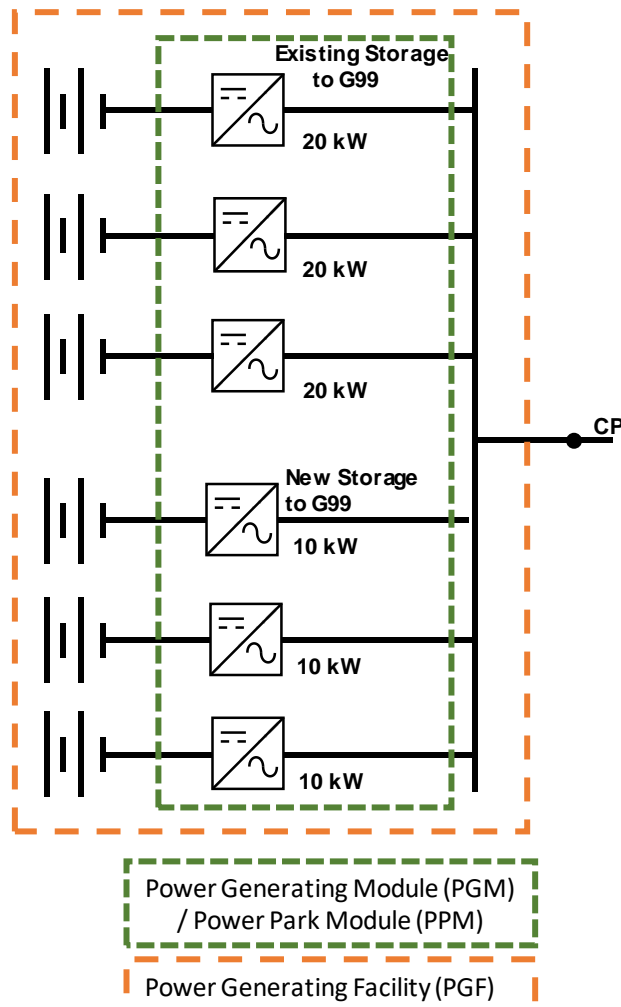 Existing Storage
to G99
20 kW
20 kW
20 kW
CP
New Storage
to G99
10 kW
10 kW
10 kW
Power Generating Module (PGM)
/ Power Park Module (PPM)
Power Generating Facility (PGF)